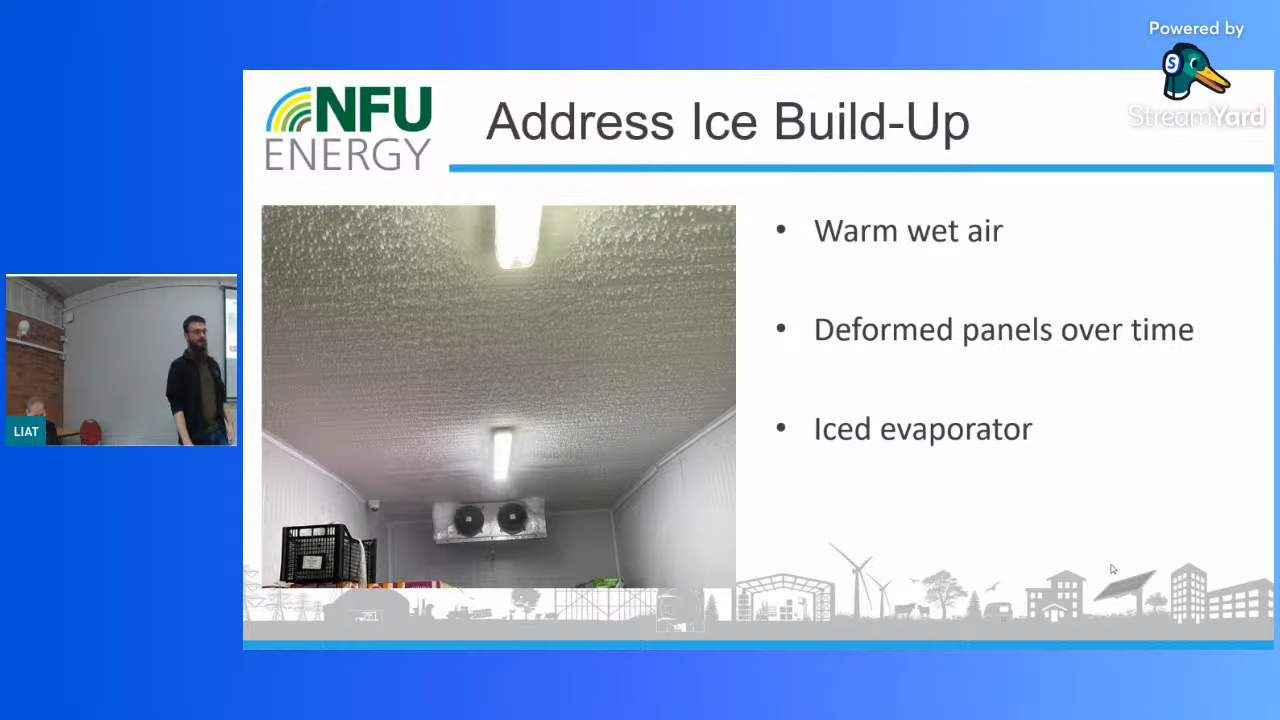 Powered by
StreamYard
NFU
ENERGY
Address Ice Build-Up
• Warm wet air
• Deformed panels over time
• Iced evaporator
LIAT